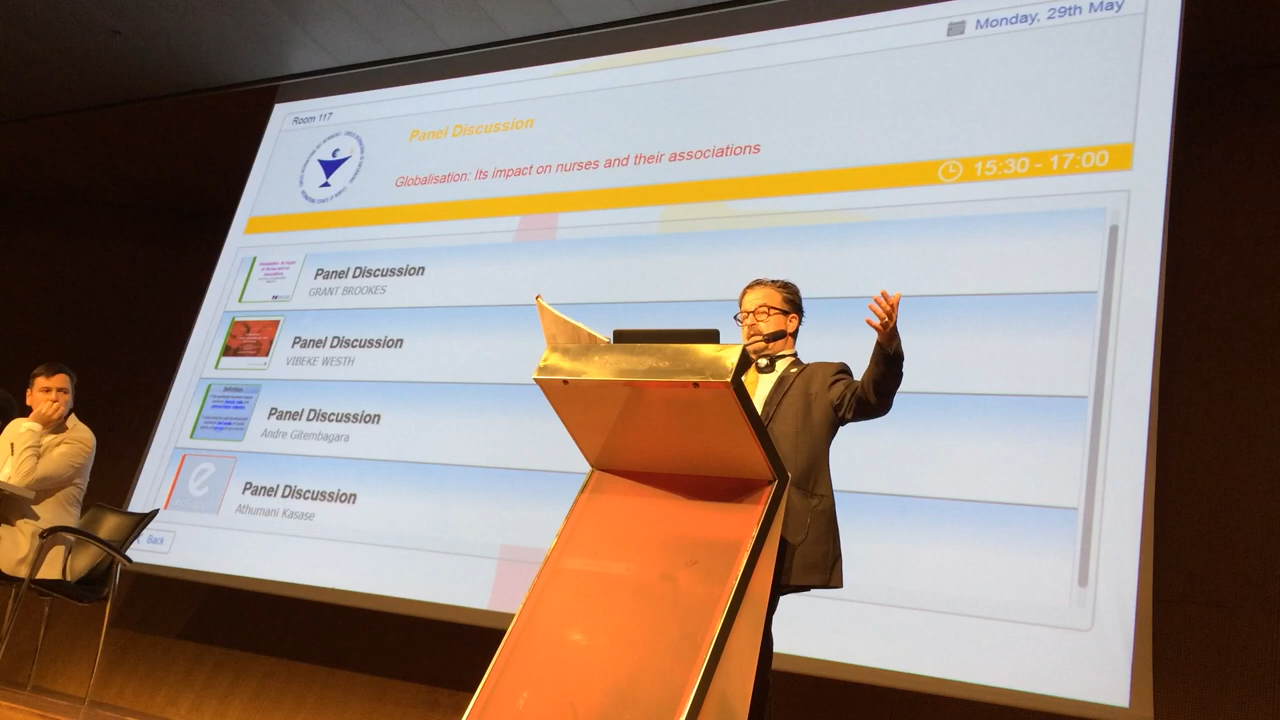 Monday, 29th May
Room 117
Panel Discussion
Globalisation: Its impact on nurses and their associations
15:30 - 17:00
Panel Discussion
GRANT BROOKES
Panel Discussion
VIBEKE WESTH
Panel Discussion
Andre Gitembagara
Definition
Panel Discussion
Athumani Kasase
e
Back